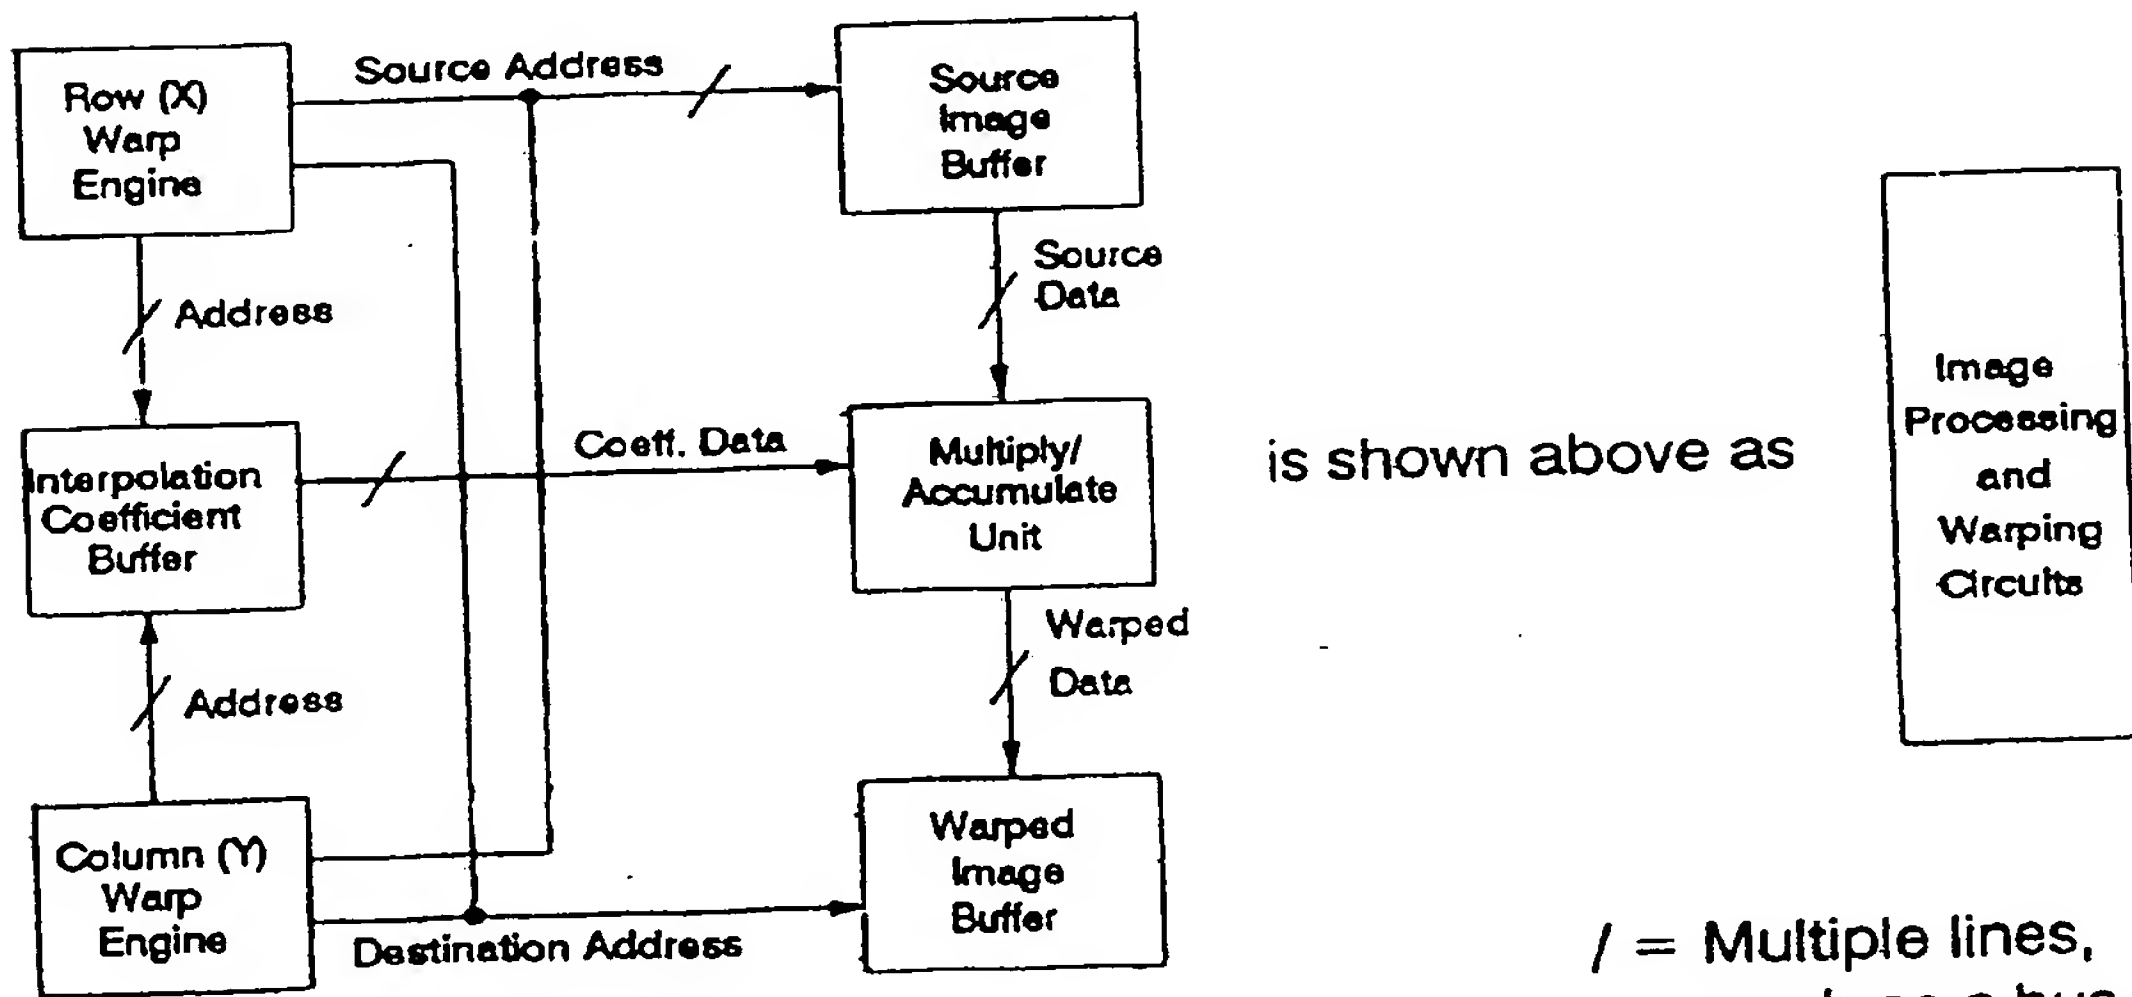 Row (X)
Warp
Engine
Source Address
Source
Image
Buffer
Address
Source
Data
Interpolation
Coefficient
Buffer
Coeff. Data
Multiply/
Accumulate
Unit
is shown above as
Image
Processing
and
Warping
Circuits
Address
Warped
Data
Column (Y)
Warp
Engine
Destination Address
Warped
Image
Buffer
/ = Multiple lines,
a bus